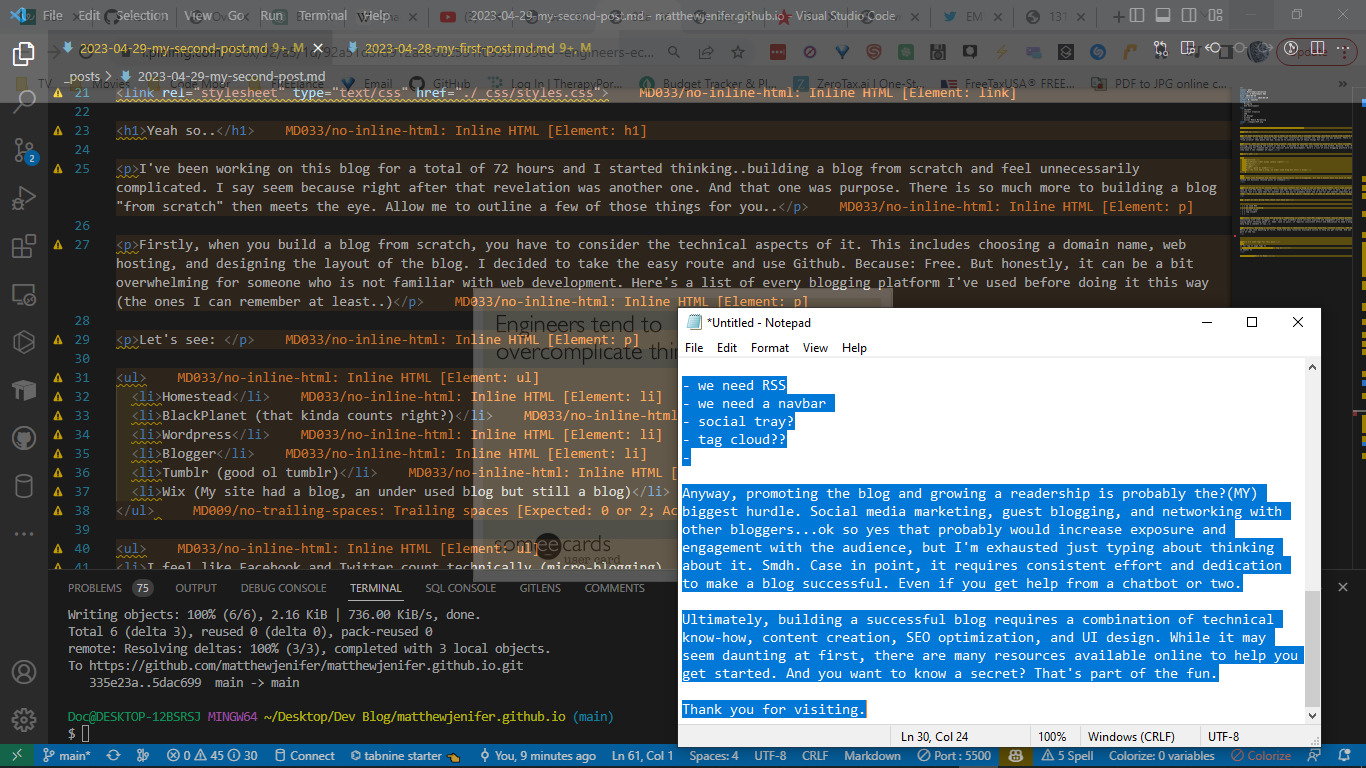 File Edit Selection View Go Run Terminal Help 2023-04-29-my-second-post.md - matthewjenifer.github.io - Visual Studio Code
2023-04-29-my-second-post.md 9+, M 2023-04-28-my-first-post.md.md 9+, M
_posts > 2023-04-29-my-second-post.md
21 <link rel="stylesheet" type="text/css" href="./_css/styles.css"> MD033/no-inline-html: Inline HTML [Element: link]
22
23 <h1>Yeah so..</h1> MD033/no-inline-html: Inline HTML [Element: h1]
24
25 <p>I've been working on this blog for a total of 72 hours and I started thinking..building a blog from scratch and feel unnecessarily
complicated. I say seem because right after that revelation was another one. And that one was purpose. There is so much more to building a blog
"from scratch" then meets the eye. Allow me to outline a few of those things for you..</p> MD033/no-inline-html: Inline HTML [Element: p]
26
27 <p>Firstly, when you build a blog from scratch, you have to consider the technical aspects of it. This includes choosing a domain name, web
hosting, and designing the layout of the blog. I decided to take the easy route and use Github. Because: Free. But honestly, it can be a bit
overwhelming for someone who is not familiar with web development. Here's a list of every blogging platform I've used before doing it this way
(the ones I can remember at least..)</p> MD033/no-inline-html: Inline HTML [Element: p]
28
29 <p>Let's see: </p> MD033/no-inline-html: Inline HTML [Element: p]
30
31 <ul> MD033/no-inline-html: Inline HTML [Element: ul]
32 <li>Homestead</li> MD033/no-inline-html: Inline HTML [Element: li]
33 <li>BlackPlanet (that kinda counts right?)</li> MD033/no-inline-html
34 <li>Wordpress</li> MD033/no-inline-html: Inline HTML [Element: li]
35 <li>Blogger</li> MD033/no-inline-html: Inline HTML [Element: li]
36 <li>Tumblr (good ol tumblr)</li> MD033/no-inline-html: Inline HTML [
37 <li>Wix (My site had a blog, an under used blog but still a blog)</li>
38 </ul> MD009/no-trailing-spaces: Trailing spaces [Expected: 0 or 2; Ac
39
40 <ul> MD033/no-inline-html: Inline HTML [Element: ul]
41 <li>I feel like Facebook and Twitter count technically (micro-blogging)
Engineers tend to
overcomplicate thin
somee cards
user card
PROBLEMS 75 OUTPUT DEBUG CONSOLE TERMINAL SQL CONSOLE GITLENS COMMENTS
Writing objects: 100% (6/6), 2.16 KiB | 736.00 KiB/s, done.
Total 6 (delta 3), reused 0 (delta 0), pack-reused 0
remote: Resolving deltas: 100% (3/3), completed with 3 local objects.
To https://github.com/matthewjenifer/matthewjenifer.github.io.git
335e23a..5dac699 main -> main
Doc@DESKTOP-12BSRSJ MINGW64 ~/Desktop/Dev Blog/matthewjenifer.github.io (main)
$
*Untitled - Notepad
File Edit Format View Help
- we need RSS
- we need a navbar
- social tray?
- tag cloud??
-
Anyway, promoting the blog and growing a readership is probably the?(MY)
biggest hurdle. Social media marketing, guest blogging, and networking with
other bloggers...ok so yes that probably would increase exposure and
engagement with the audience, but I'm exhausted just typing about thinking
about it. Smdh. Case in point, it requires consistent effort and dedication
to make a blog successful. Even if you get help from a chatbot or two.
Ultimately, building a successful blog requires a combination of technical
know-how, content creation, SEO optimization, and UI design. While it may
seem daunting at first, there are many resources available online to help you
get started. And you want to know a secret? That's part of the fun.
Thank you for visiting.
Ln 30, Col 24 100% Windows (CRLF) UTF-8
main* 0 45 30 Connect tabnine starter You, 9 minutes ago Ln 61, Col 1 Spaces: 4 UTF-8 CRLF Markdown Port : 5500 5 Spell Colorize: 0 variables Colorize